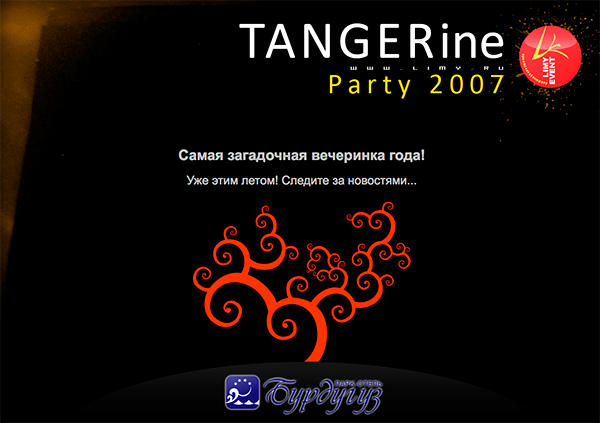 TANGERine
www.limy.ru
Party 2007
LIMY
EVENT
Самая загадочная вечеринка года!
Уже этим летом! Следите за новостями...
ПАРК-ОТЕЛЬ
Бурдугуз